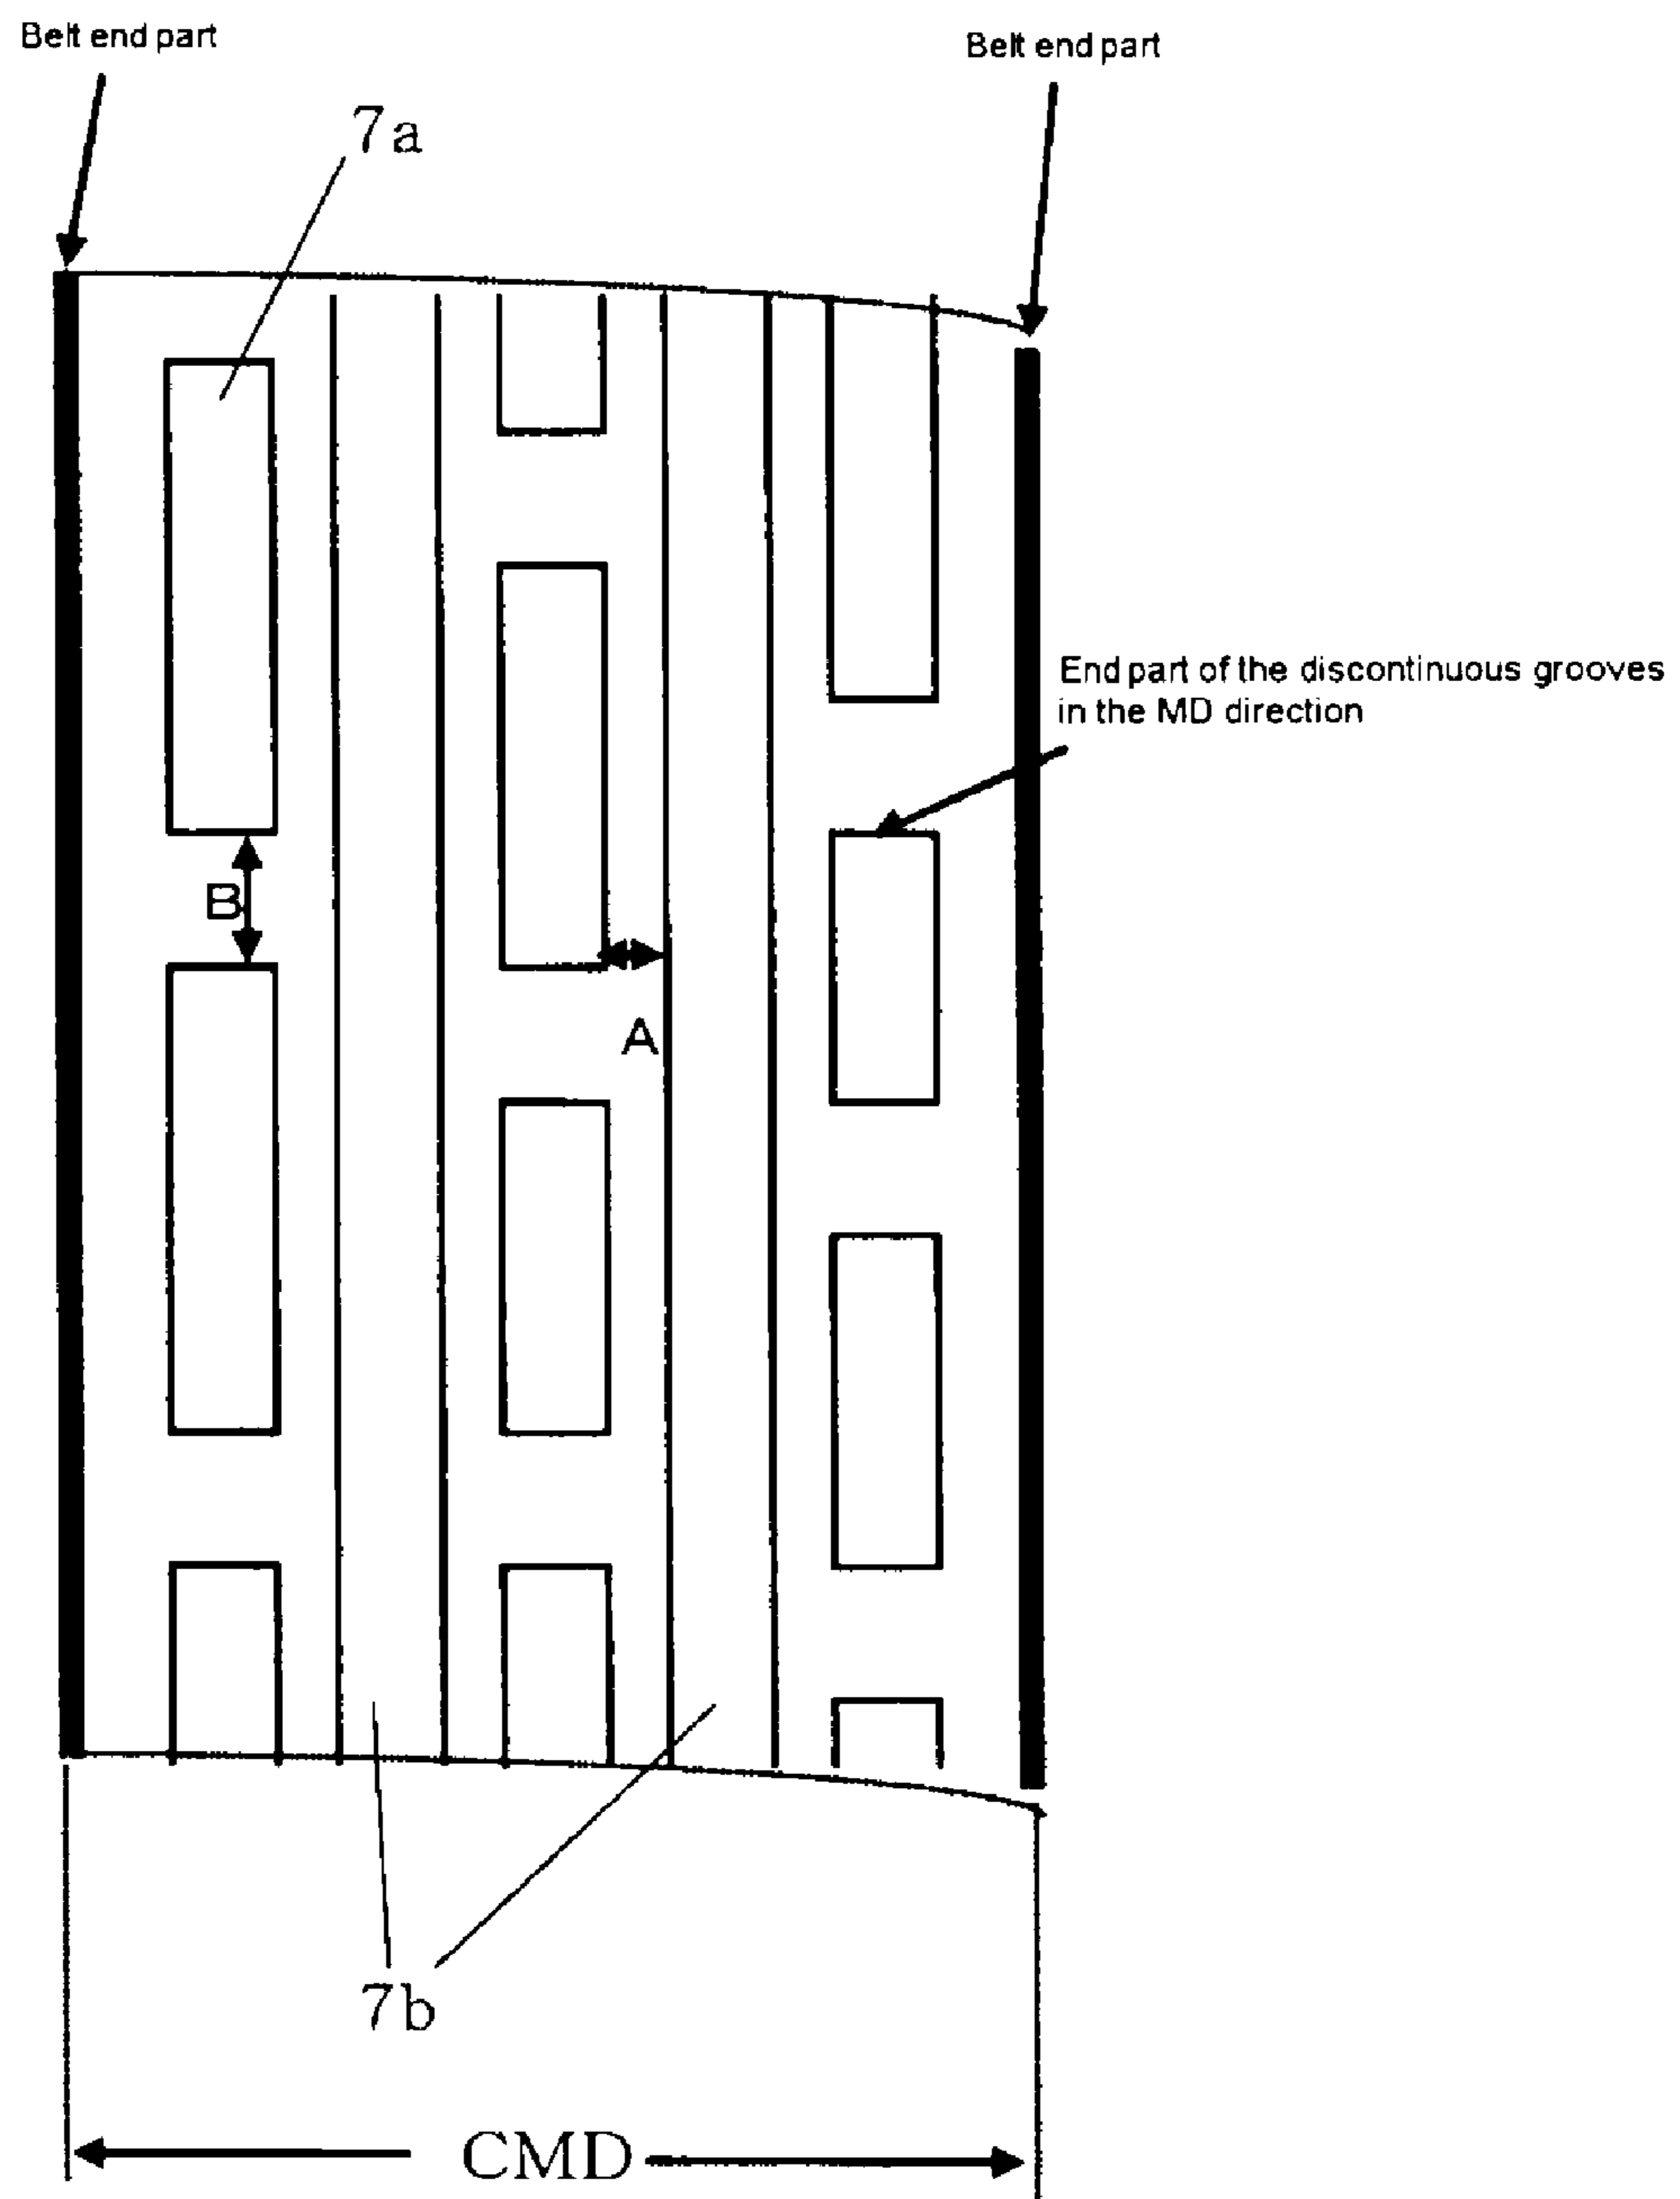 Belt end part
Belt end part
7a
End part of the discontinuous grooves
in the MD direction
B
A
7b
CMD